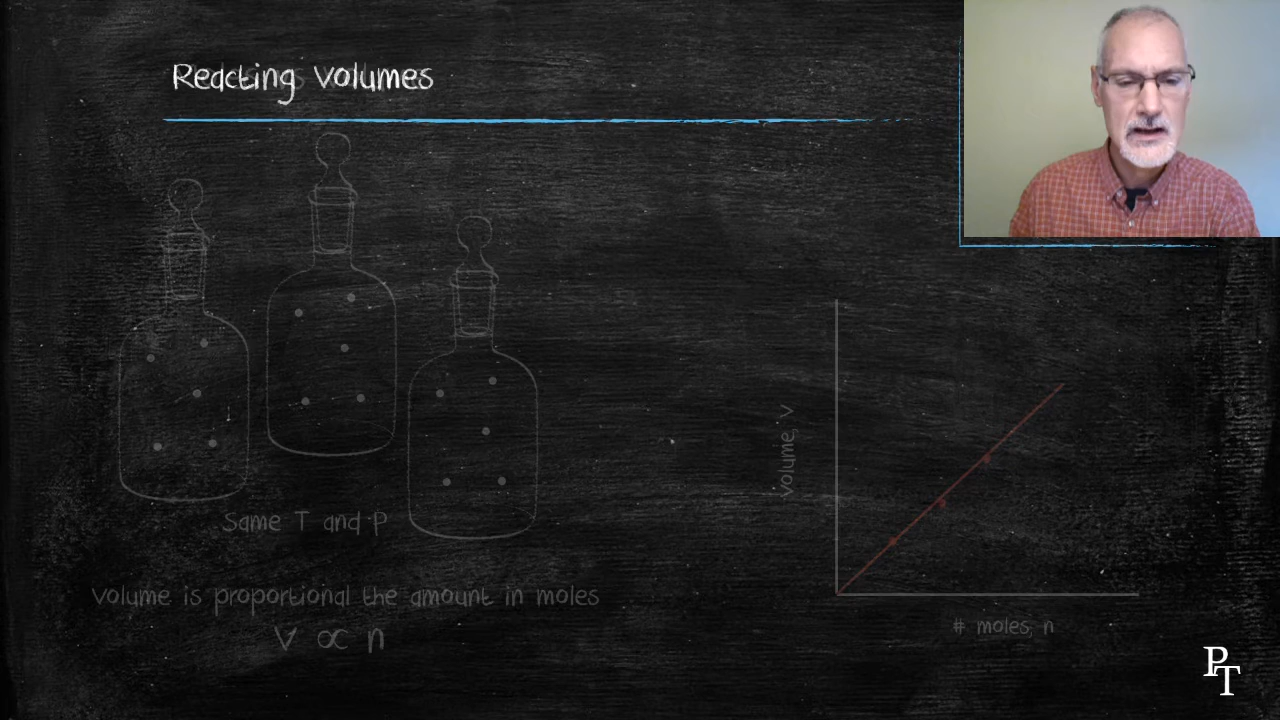 Reacting Volumes
Same T and P
Volume is proportional the amount in moles
V ∝ n
Volume, V
# moles, n
PT